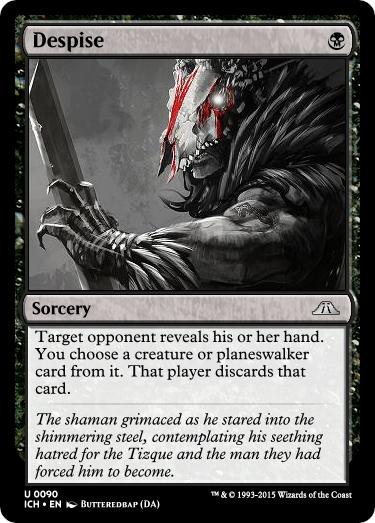 Despise
Sorcery
Target opponent reveals his or her hand.
You choose a creature or planeswalker
card from it. That player discards that
card.
The shaman grimaced as he stared into the
shimmering steel, contemplating his seething
hatred for the Tizque and the man they had
forced him to become.
U 0090
ICH • EN BUTTEREDBAP (DA)
™ & © 1993-2015 Wizards of the Coast